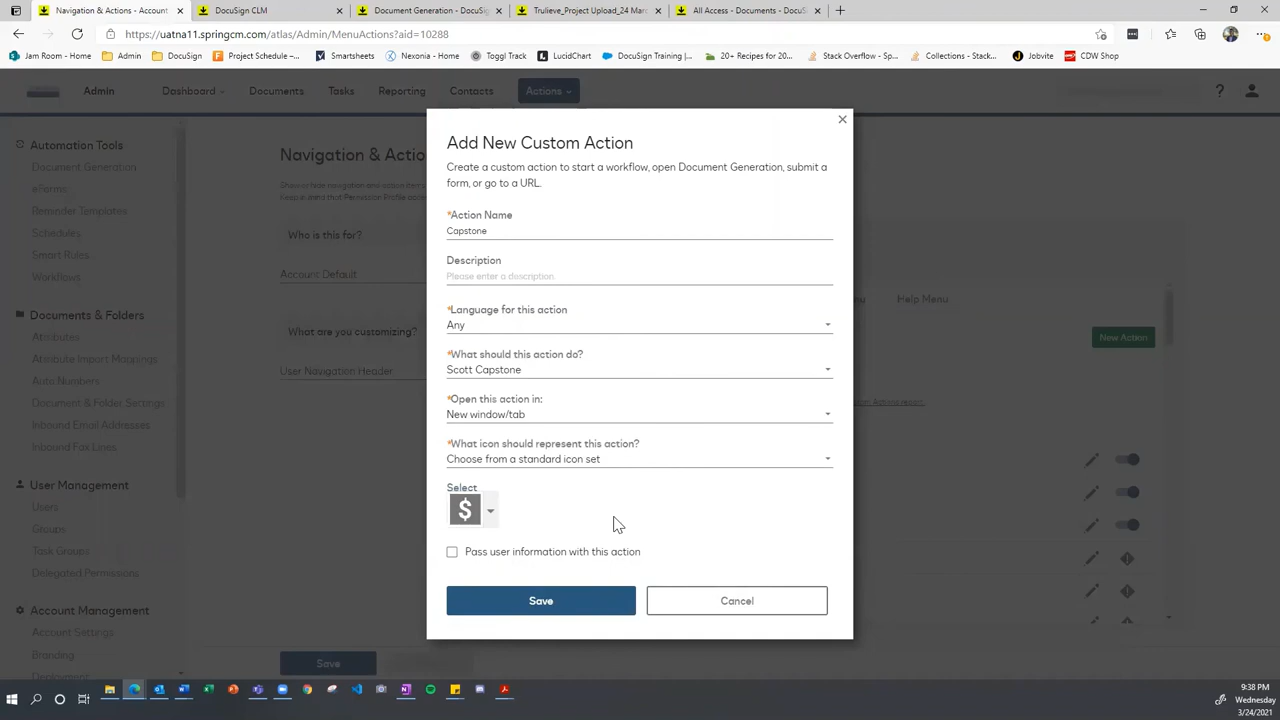 Navigation & Actions - Account
DocuSign CLM
Document Generation - DocuSig
Trulieve_Project Upload_24 Marc
All Access - Documents - DocuSi
https://uatna11.springcm.com/atlas/Admin/MenuActions?aid=10288
Jam Room - Home
Admin
DocuSign
Project Schedule –...
Smartsheets
Nexonia - Home
Toggl Track
LucidChart
DocuSign Training |...
20+ Recipes for 20...
Stack Overflow - Sp...
Collections - Stack...
Jobvite
CDW Shop
Admin
Dashboard
Documents
Tasks
Reporting
Contacts
Actions
Automation Tools
Document Generation
eForms
Reminder Templates
Schedules
Smart Rules
Workflows
Documents & Folders
Attributes
Attribute Import Mappings
Auto Numbers
Document & Folder Settings
Inbound Email Addresses
Inbound Fax Lines
User Management
Users
Groups
Task Groups
Delegated Permissions
Account Management
Account Settings
Branding
Navigation & Actio
Who is this for?
Account Default
What are you customizing?
User Navigation Header
Save
Help Menu
New Action
Add New Custom Action
Create a custom action to start a workflow, open Document Generation, submit a
form, or go to a URL.
*Action Name
Capstone
Description
Please enter a description.
*Language for this action
Any
*What should this action do?
Scott Capstone
*Open this action in:
New window/tab
*What icon should represent this action?
Choose from a standard icon set
Select
$
Pass user information with this action
Save
Cancel
9:38 PM
Wednesday
3/24/2021